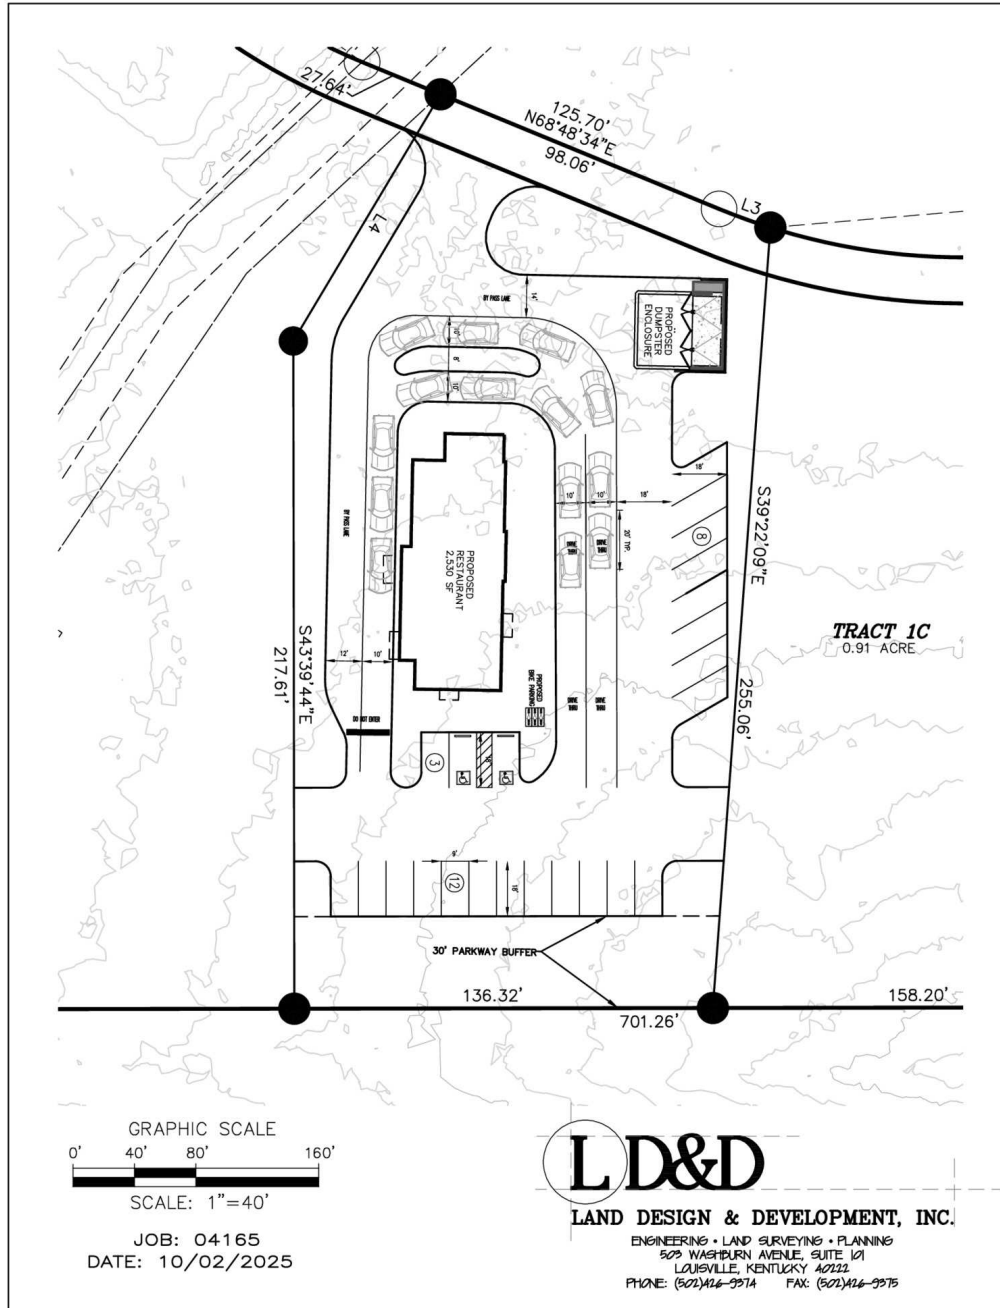 27.64'
125.70'
N68°48'34"E
98.06'
L3
L4
BY PASS LANE
14'
PROPOSED
DUMPSTER
ENCLOSURE
10'
8'
10'
18'
S39°22'09"E
255.06'
8
10'
10'
18'
20' TYP.
DRIVE
THRU
DRIVE
THRU
BY PASS LANE
PROPOSED
RESTAURANT
2,530 SF
TRACT 1C
0.91 ACRE
S43°39'44"E
217.61'
12'
10'
PROPOSED
BIKE PARKING
DRIVE
THRU
DRIVE
THRU
DO NOT ENTER
3
9'
12
18'
30' PARKWAY BUFFER
136.32'
701.26'
158.20'
GRAPHIC SCALE
0' 40' 80' 160'
SCALE: 1"=40'
JOB: 04165
DATE: 10/02/2025
LD&D
LAND DESIGN & DEVELOPMENT, INC.
ENGINEERING • LAND SURVEYING • PLANNING
503 WASHBURN AVENUE, SUITE 101
LOUISVILLE, KENTUCKY 40222
PHONE: (502)426-9374 FAX: (502)426-9375